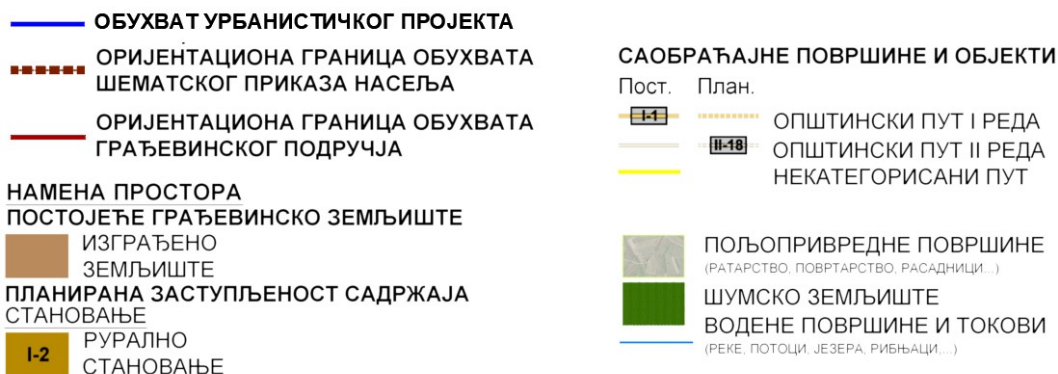 ОБУХВАТ УРБАНИСТИЧКОГ ПРОЈЕКТА
ОРИЈЕНТАЦИОНА ГРАНИЦА ОБУХВАТА
ШЕМАТСКОГ ПРИКАЗА НАСЕЉА
ОРИЈЕНТАЦИОНА ГРАНИЦА ОБУХВАТА
ГРАЂЕВИНСКОГ ПОДРУЧЈА
НАМЕНА ПРОСТОРА
ПОСТОЈЕЋЕ ГРАЂЕВИНСКО ЗЕМЉИШТЕ
ИЗГРАЂЕНО
ЗЕМЉИШТЕ
ПЛАНИРАНА ЗАСТУПЉЕНОСТ САДРЖАЈА
СТАНОВАЊЕ
I-2 РУРАЛНО
СТАНОВАЊЕ
САОБРАЋАЈНЕ ПОВРШИНЕ И ОБЈЕКТИ
Пост. План.
I-1 ОПШТИНСКИ ПУТ I РЕДА
II-18 ОПШТИНСКИ ПУТ II РЕДА
НЕКАТЕГОРИСАНИ ПУТ
ПОЉОПРИВРЕДНЕ ПОВРШИНЕ
(РАТАРСТВО, ПОВРТАРСТВО, РАСАДНИЦИ...)
ШУМСКО ЗЕМЉИШТЕ
ВОДЕНЕ ПОВРШИНЕ И ТОКОВИ
(РЕКЕ, ПОТОЦИ, ЈЕЗЕРА, РИБЊАЦИ,...)